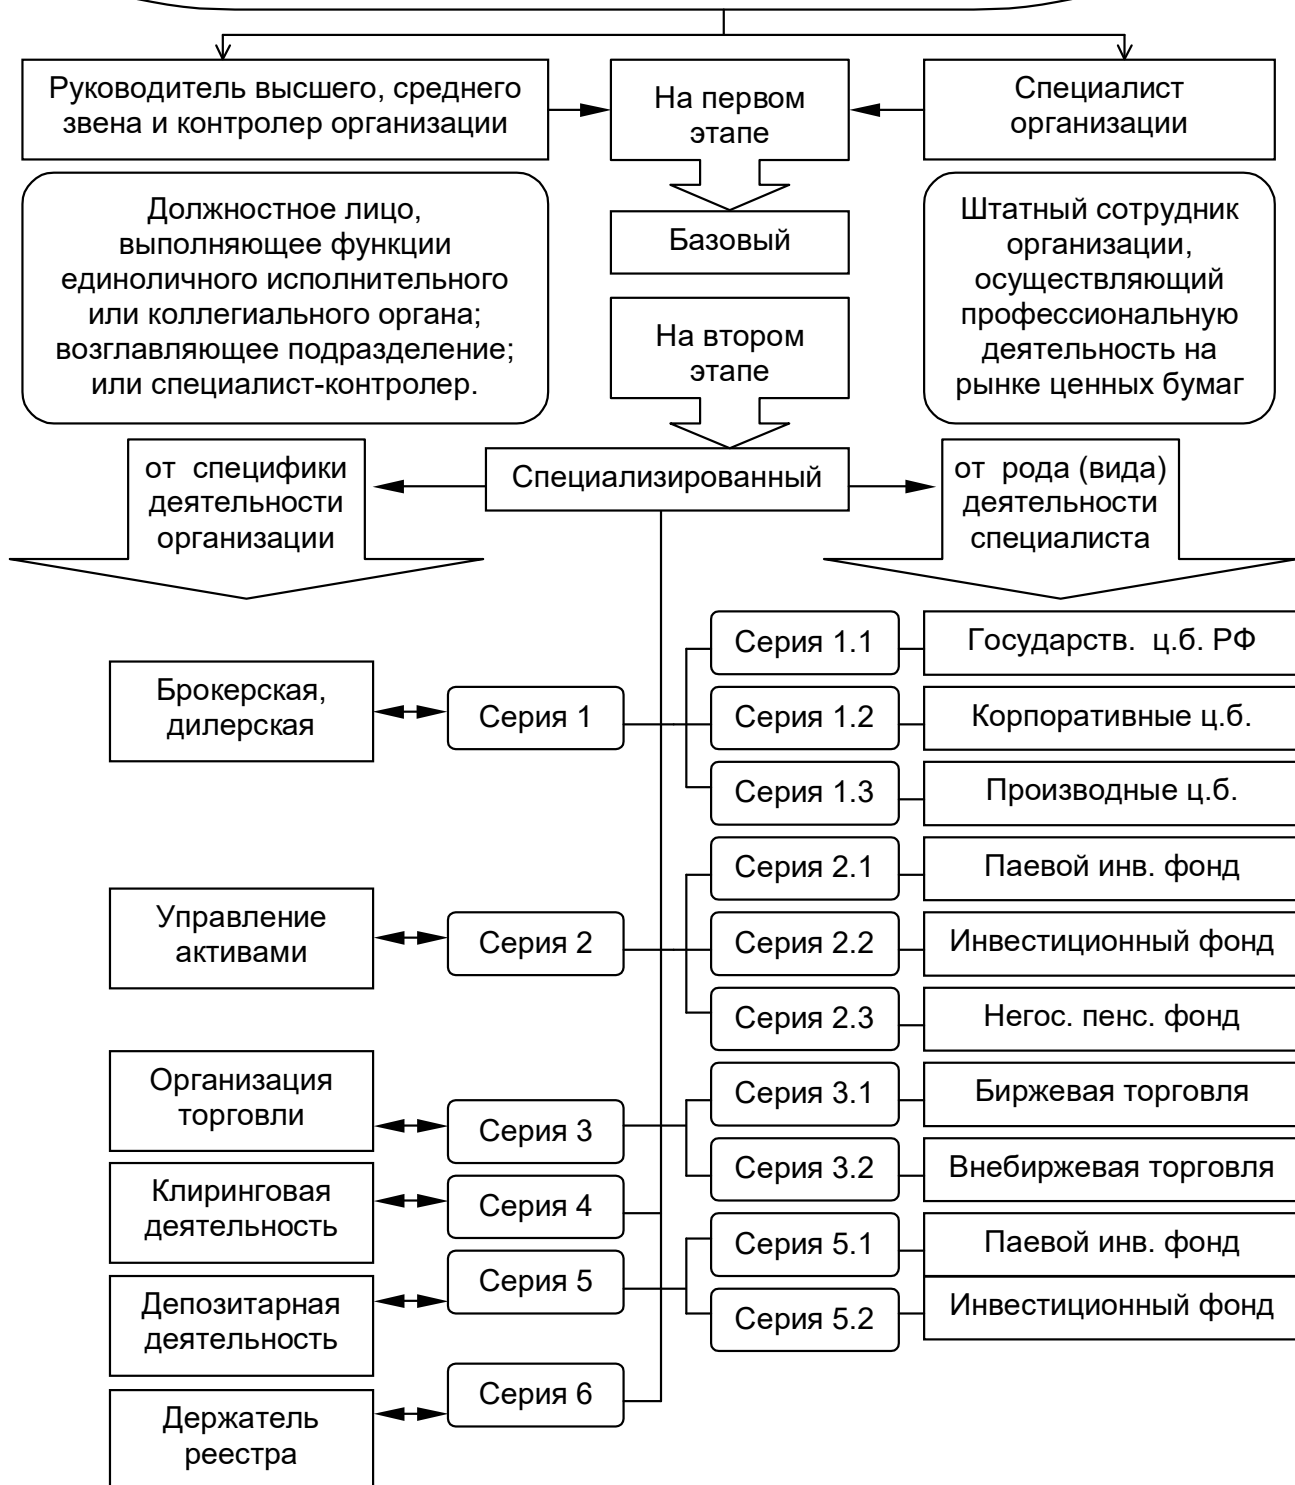 Руководитель высшего, среднего
звена и контролер организации
На первом
этапе
Специалист
организации
Должностное лицо,
выполняющее функции
единоличного исполнительного
или коллегиального органа;
возглавляющее подразделение;
или специалист-контролер.
Базовый
Штатный сотрудник
организации,
осуществляющий
профессиональную
деятельность на
рынке ценных бумаг
На втором
этапе
от специфики
деятельности
организации
Специализированный
от рода (вида)
деятельности
специалиста
Брокерская,
дилерская
Серия 1
Серия 1.1
Государств. ц.б. РФ
Серия 1.2
Корпоративные ц.б.
Серия 1.3
Производные ц.б.
Управление
активами
Серия 2
Серия 2.1
Паевой инв. фонд
Серия 2.2
Инвестиционный фонд
Серия 2.3
Негос. пенс. фонд
Организация
торговли
Серия 3
Серия 3.1
Биржевая торговля
Серия 3.2
Внебиржевая торговля
Клиринговая
деятельность
Серия 4
Депозитарная
деятельность
Серия 5
Серия 5.1
Паевой инв. фонд
Серия 5.2
Инвестиционный фонд
Держатель
реестра
Серия 6